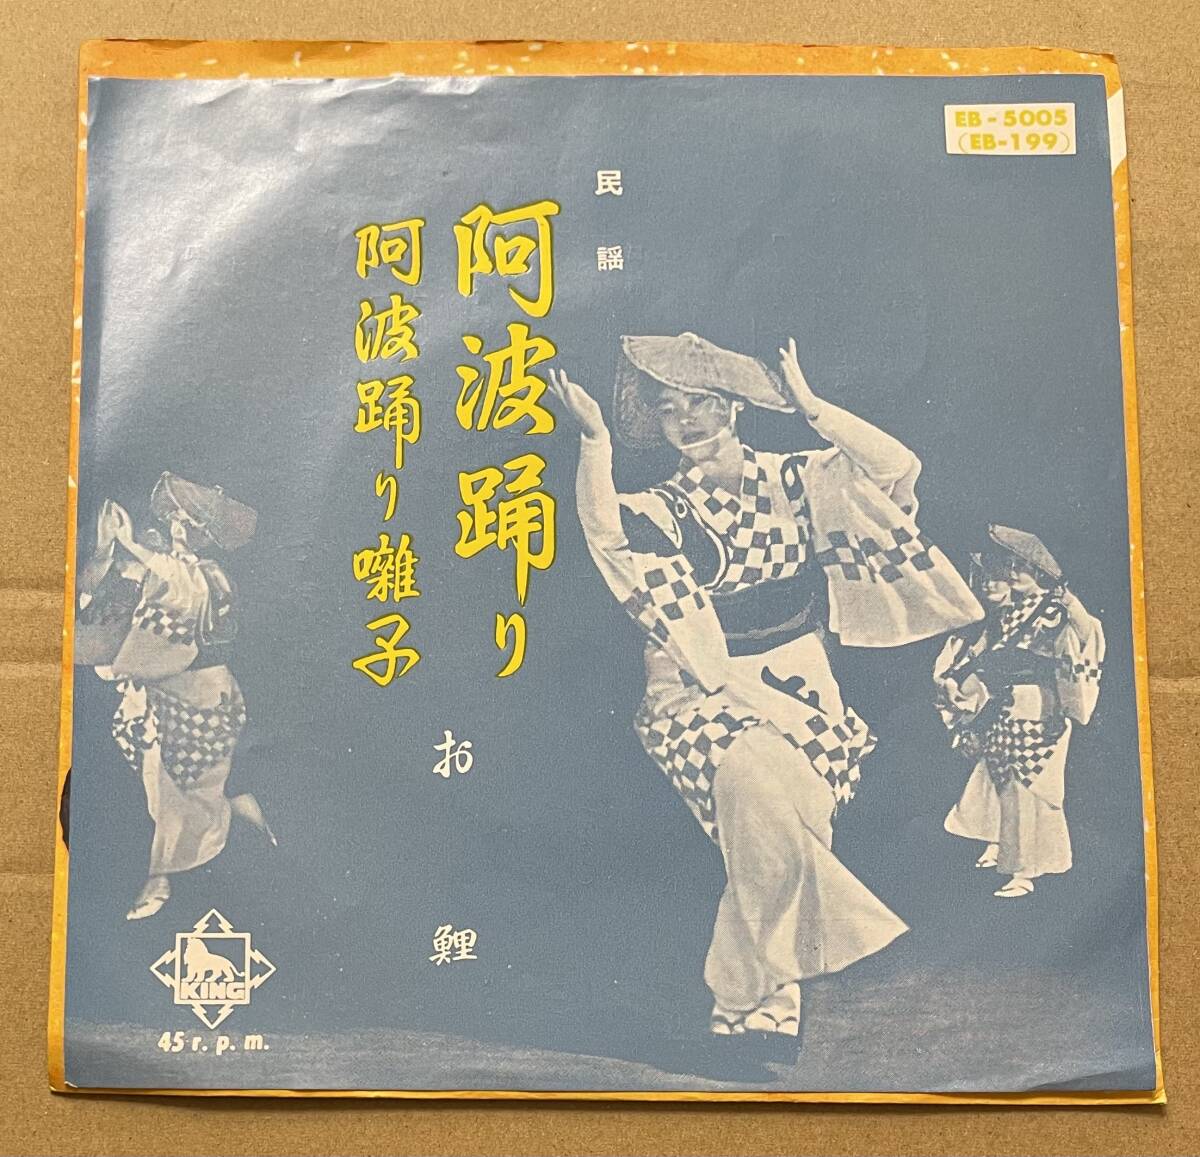 EB-5005
(EB-199)
民謡
阿波踊り
阿波踊り囃子
お鯉
KING
45 r. p. m.